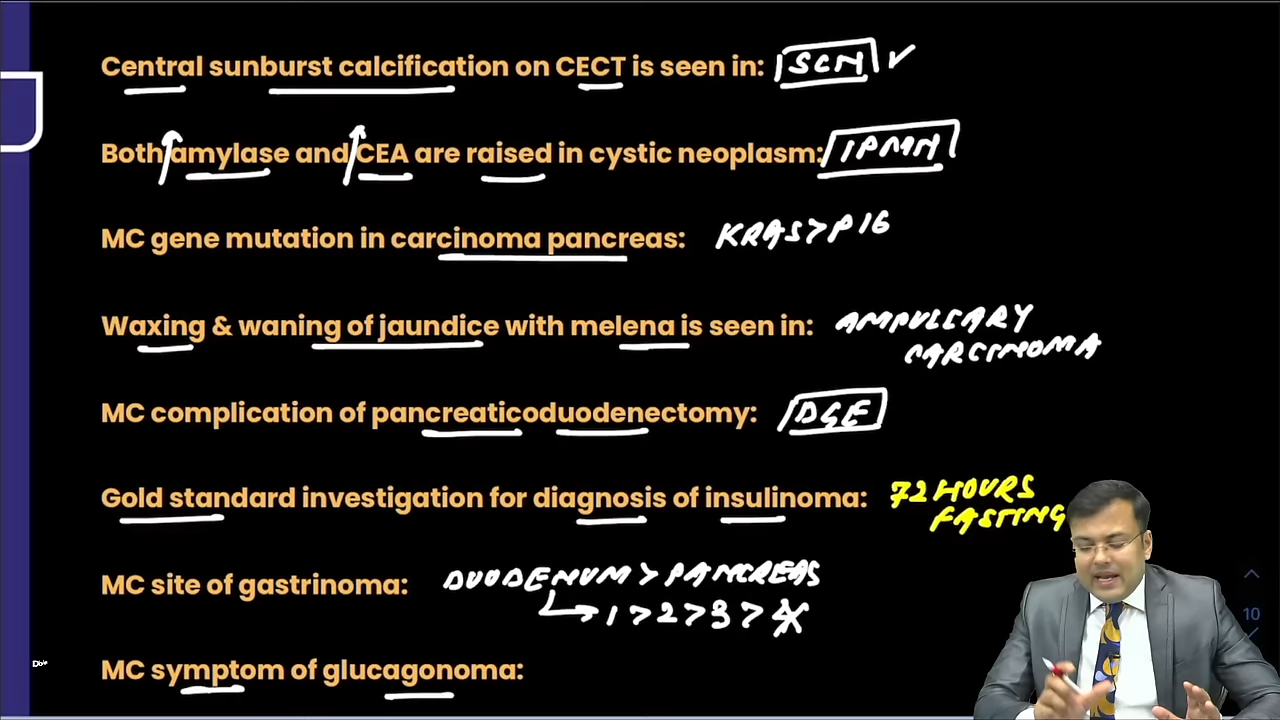 Central sunburst calcification on CECT is seen in: SCN
Both amylase and CEA are raised in cystic neoplasm: IPMN
MC gene mutation in carcinoma pancreas: KRAS > P16
Waxing & waning of jaundice with melena is seen in: AMPULLARY
CARCINOMA
MC complication of pancreaticoduodenectomy: DGE
Gold standard investigation for diagnosis of insulinoma: 72 HOURS
FASTING
MC site of gastrinoma: DUODENUM > PANCREAS
1 > 2 > 3 > 4
MC symptom of glucagonoma:
10